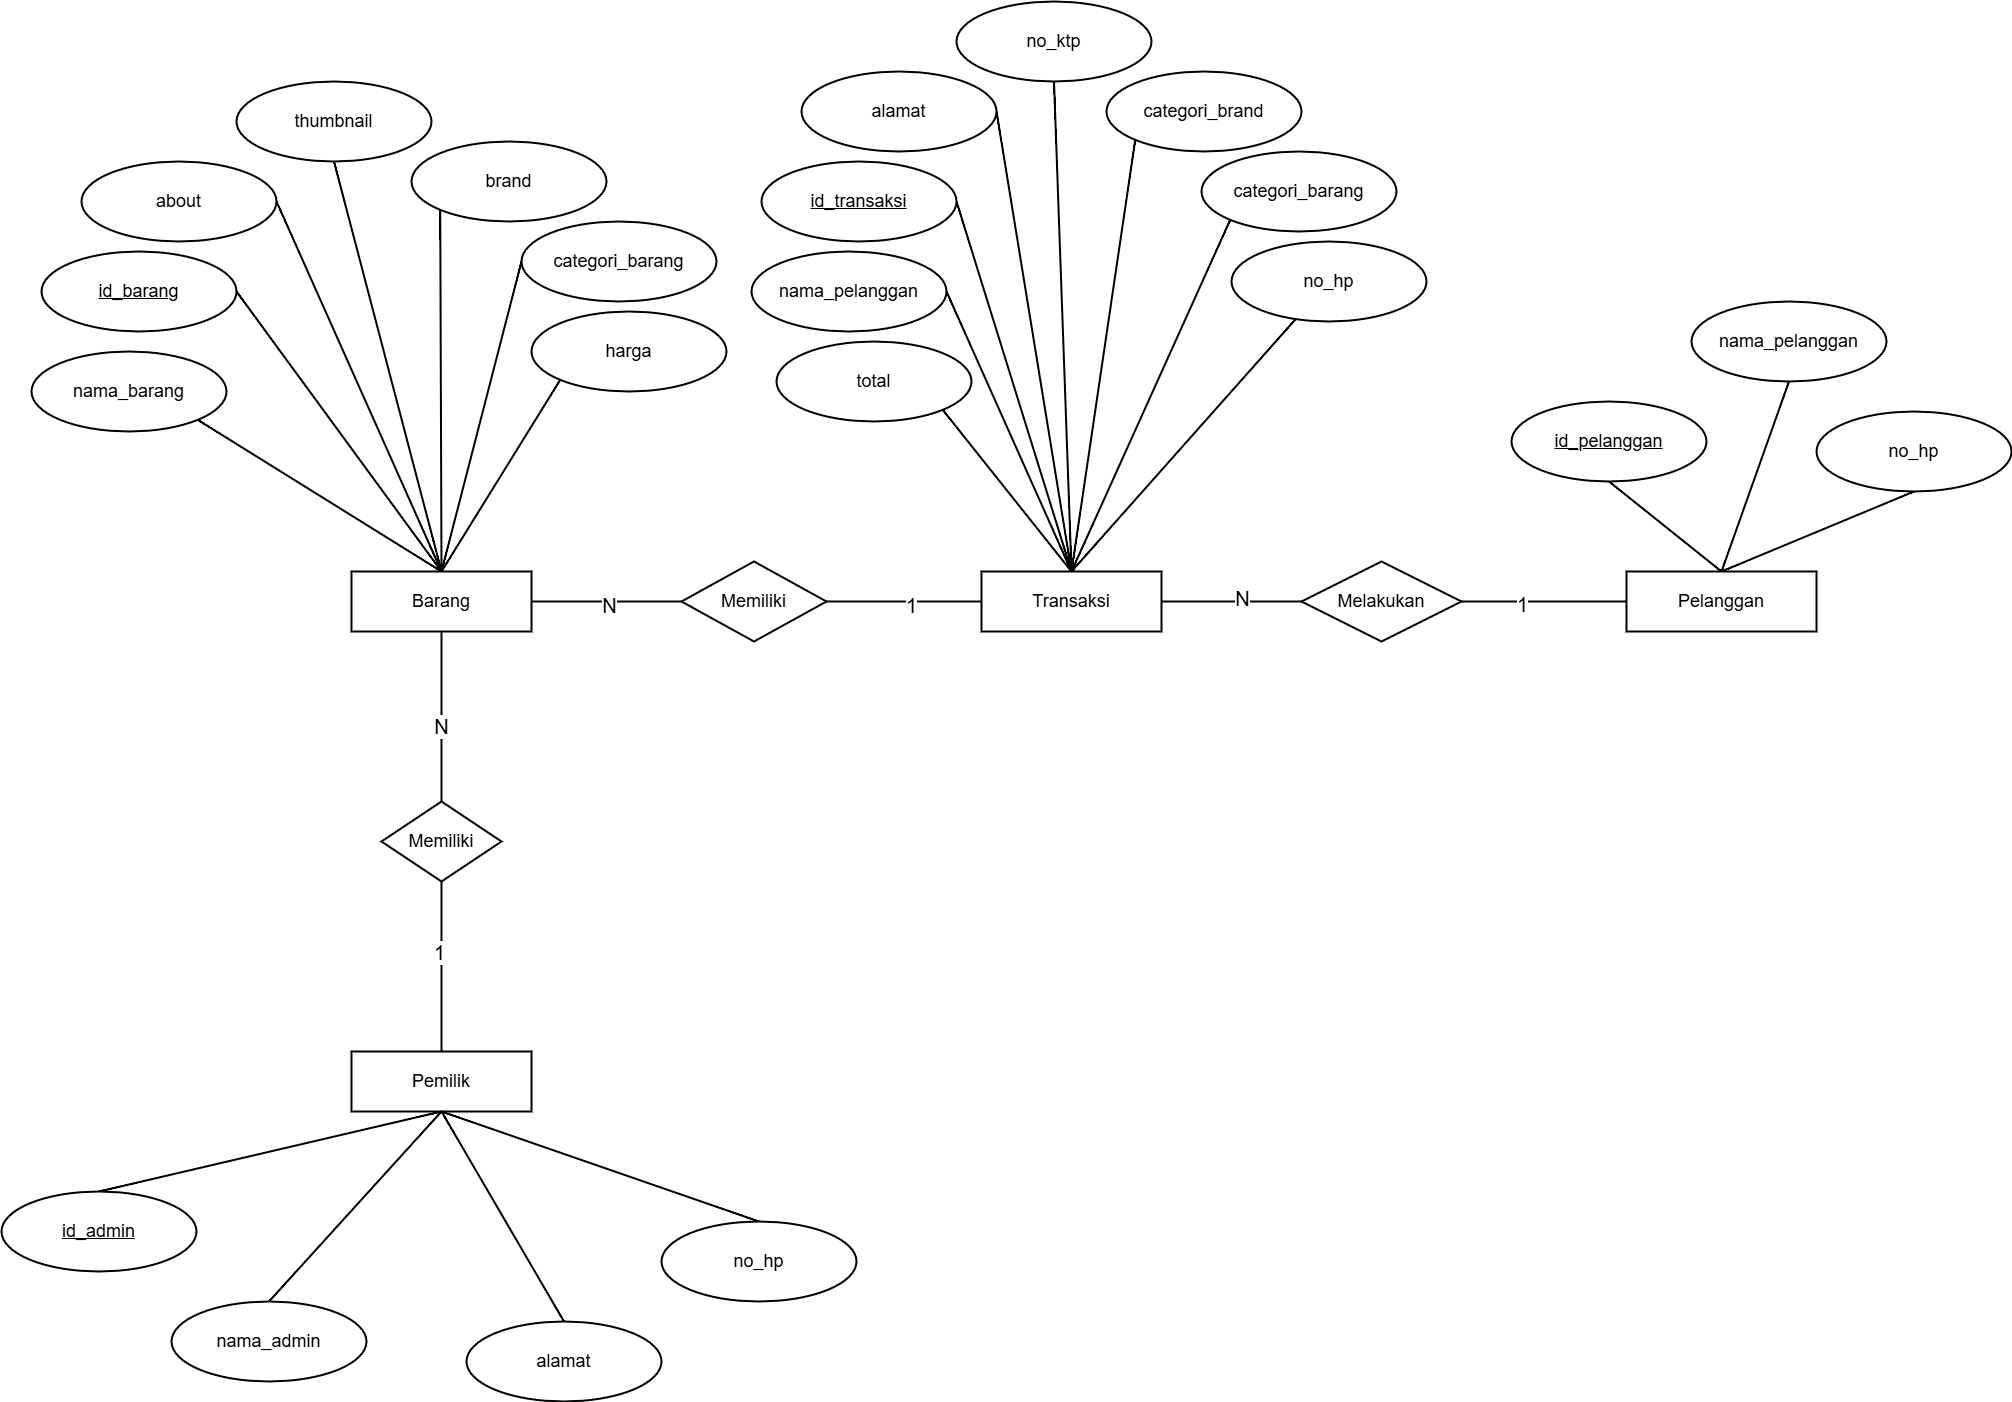 no_ktp
alamat
categori_brand
thumbnail
brand
about
id_transaksi
categori_barang
categori_barang
id_barang
nama_pelanggan
no_hp
harga
nama_barang
total
nama_pelanggan
id_pelanggan
no_hp
Barang
N
Memiliki
1
Transaksi
N
Melakukan
1
Pelanggan
N
Memiliki
1
Pemilik
id_admin
no_hp
nama_admin
alamat